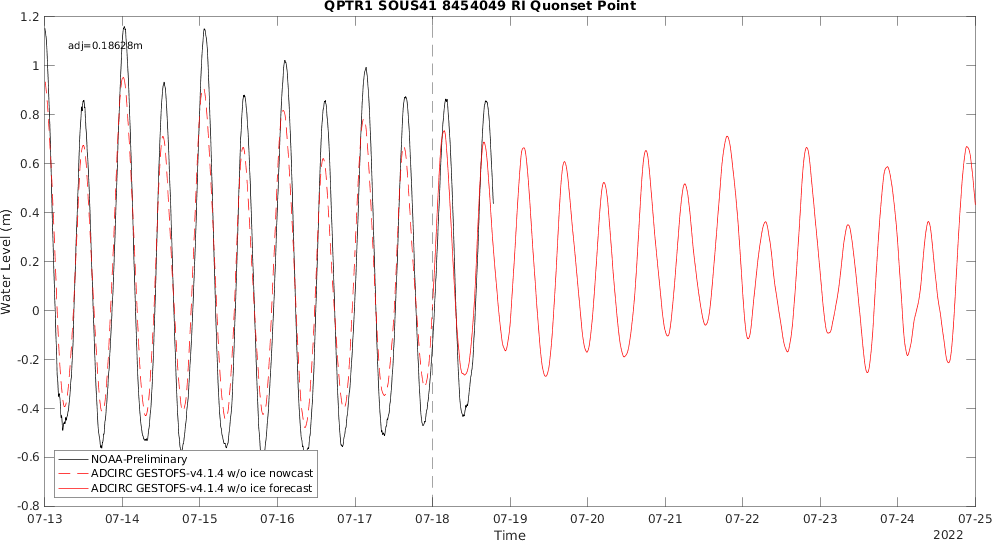 QPTR1 SOUS41 8454049 RI Quonset Point
1.2
1
0.8
0.6
0.4
0.2
0
-0.2
-0.4
-0.6
-0.8
Water Level (m)
adj=0.18628m
NOAA-Preliminary
ADCIRC GESTOFS-v4.1.4 w/o ice nowcast
ADCIRC GESTOFS-v4.1.4 w/o ice forecast
07-13 07-14 07-15 07-16 07-17 07-18 07-19 07-20 07-21 07-22 07-23 07-24 07-25
Time
2022